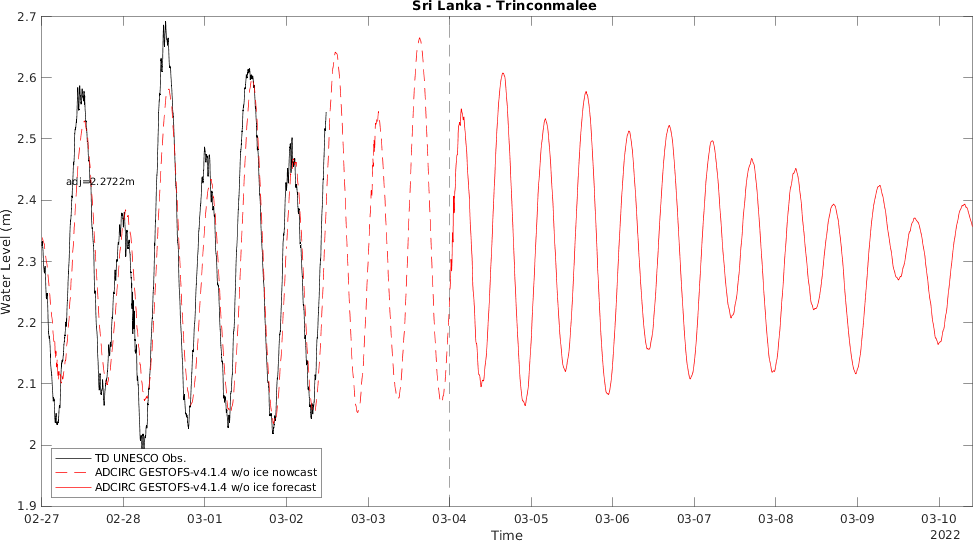 Sri Lanka - Trinconmalee
2.7
2.6
2.5
2.4
2.3
2.2
2.1
2
1.9
Water Level (m)
adj=2.2722m
TD UNESCO Obs.
ADCIRC GESTOFS-v4.1.4 w/o ice nowcast
ADCIRC GESTOFS-v4.1.4 w/o ice forecast
02-27 02-28 03-01 03-02 03-03 03-04 03-05 03-06 03-07 03-08 03-09 03-10
2022
Time